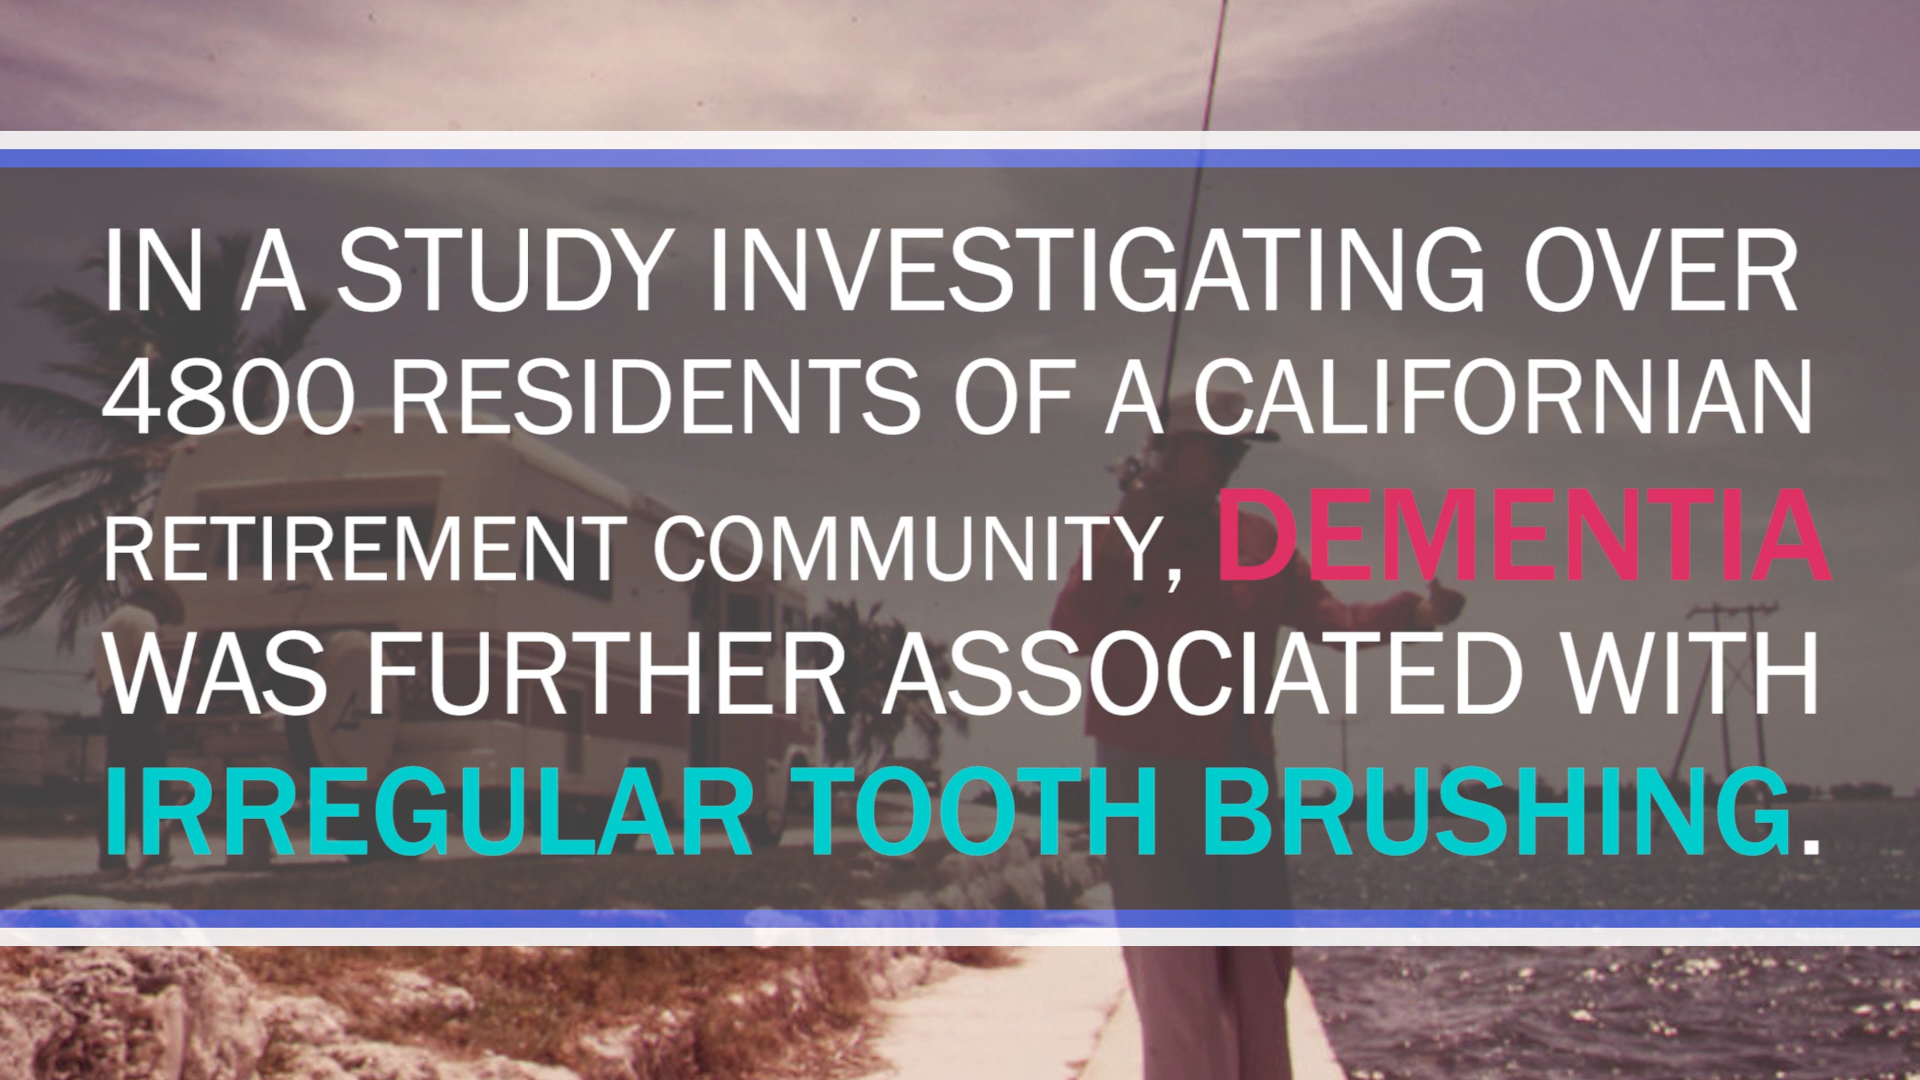 IN A STUDY INVESTIGATING OVER
4800 RESIDENTS OF A CALIFORNIAN
RETIREMENT COMMUNITY, DEMENTIA
WAS FURTHER ASSOCIATED WITH
IRREGULAR TOOTH BRUSHING.